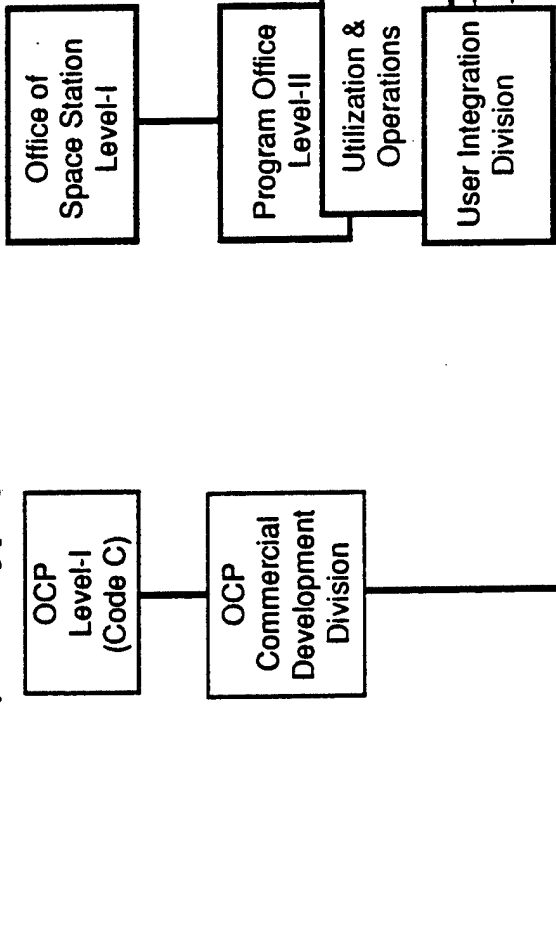 OCP
Level-I
(Code C)
OCP
Commercial
Development
Division
Office of
Space Station
Level-I
Program Office
Level-II
Utilization &
Operations
User Integration
Division